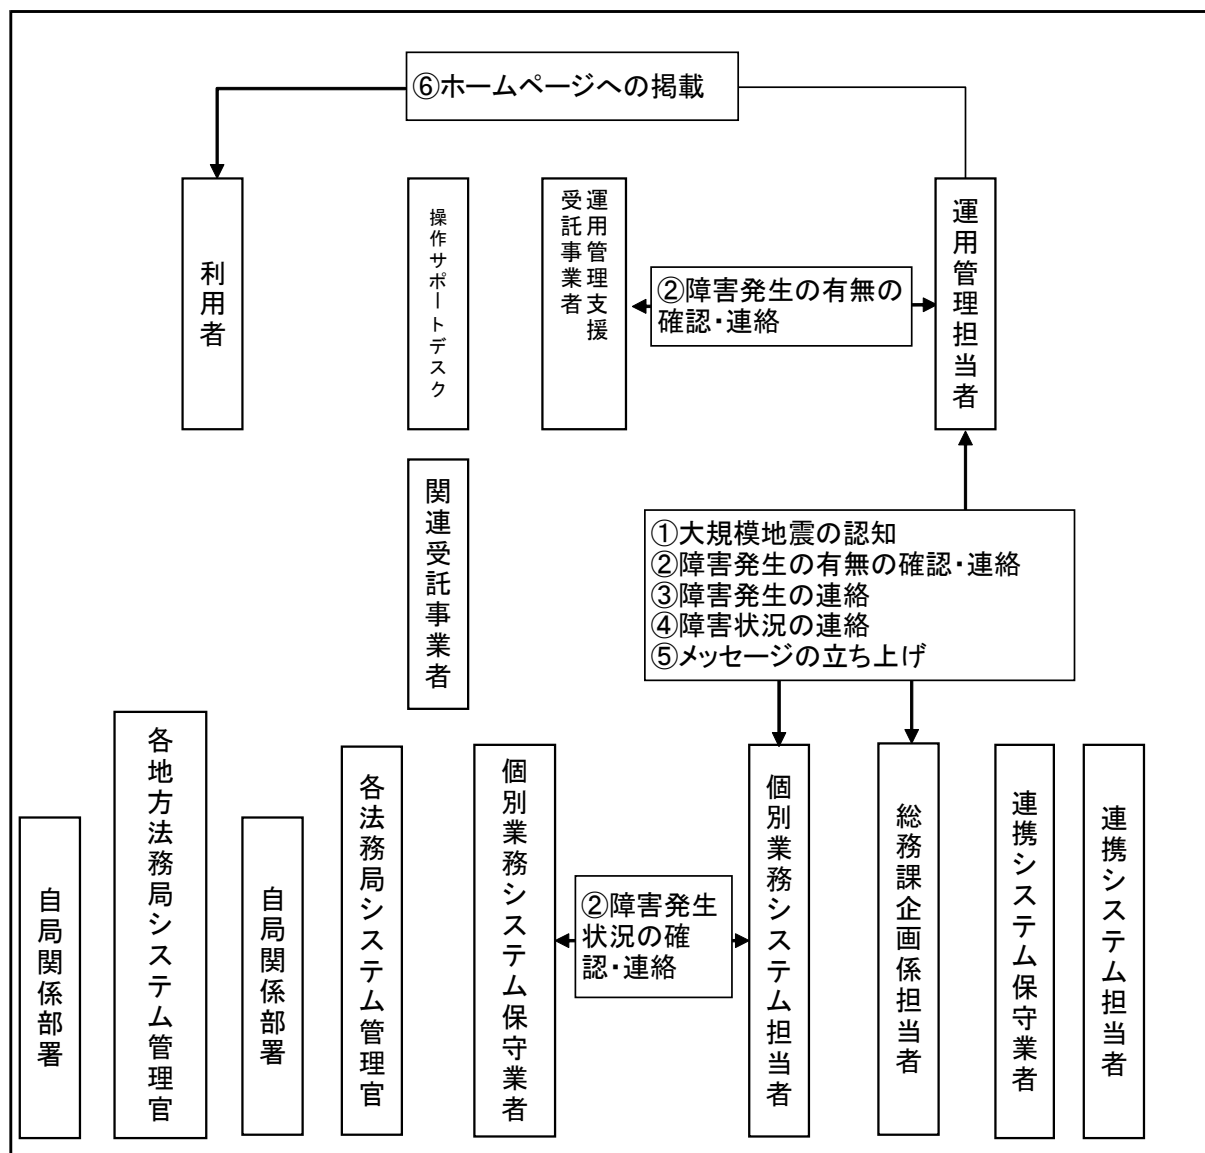 ⑥ホームページへの掲載
利用者
操作サポートデスク
運用管理支援
受託事業者
②障害発生の有無の
確認・連絡
運用管理担当者
関連受託事業者
①大規模地震の認知
②障害発生の有無の確認・連絡
③障害発生の連絡
④障害状況の連絡
⑤メッセージの立ち上げ
自局関係部署
各地方法務局システム管理官
自局関係部署
各法務局システム管理官
個別業務システム保守業者
②障害発生
状況の確
認・連絡
個別業務システム担当者
総務課企画係担当者
連携システム保守業者
連携システム担当者